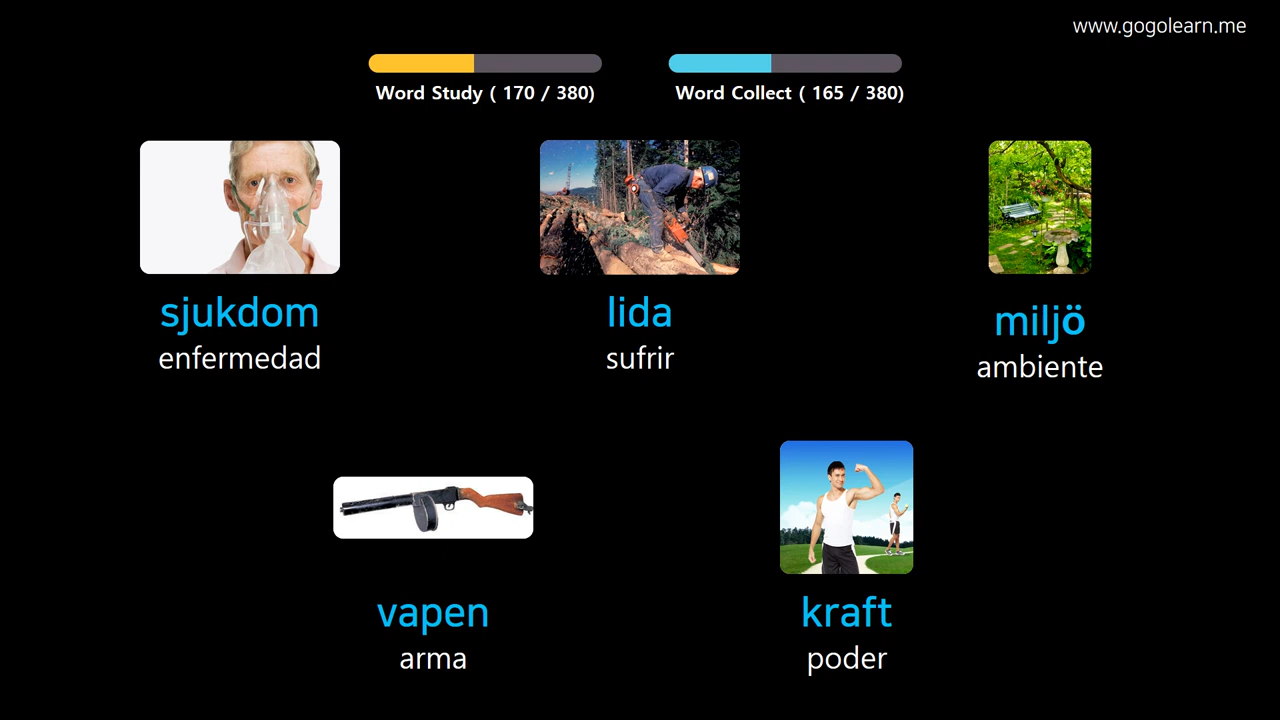 www.gogolearn.me
Word Study ( 170 / 380)
Word Collect ( 165 / 380)
sjukdom
enfermedad
lida
sufrir
miljö
ambiente
vapen
arma
kraft
poder